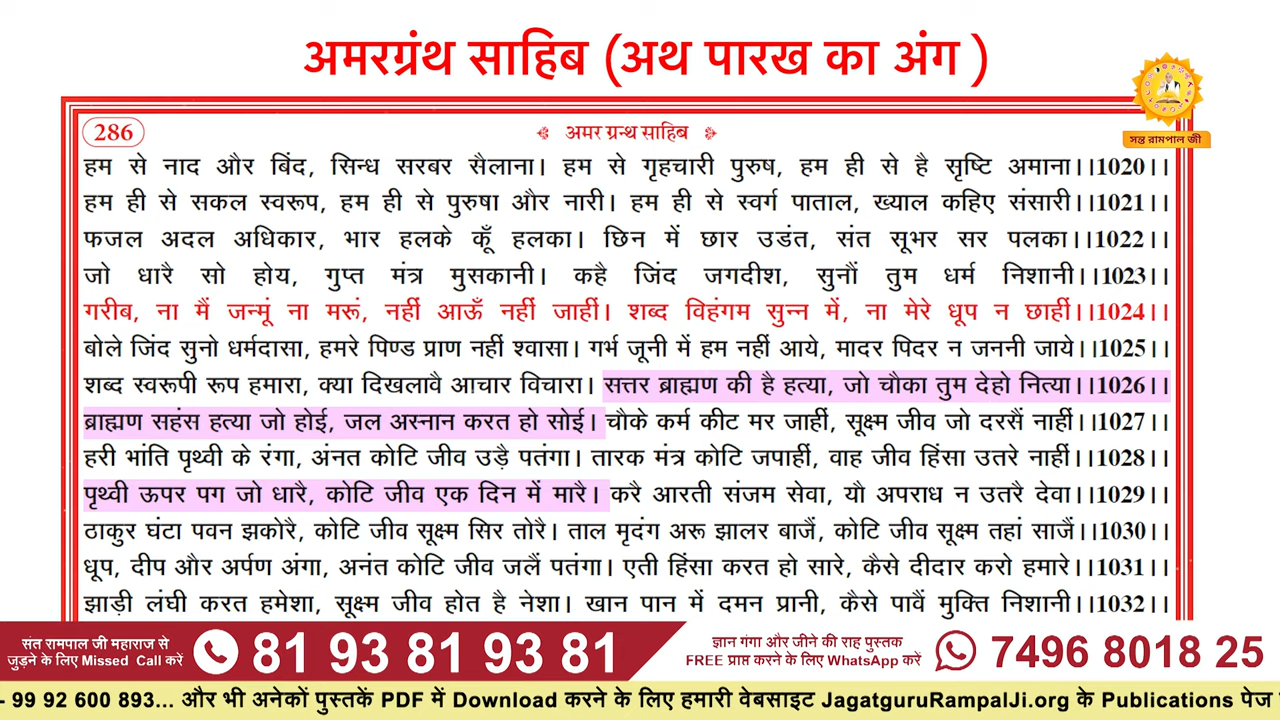 अमरग्रंथ साहिब (अथ पारख का अंग )
सन्त रामपाल जी
286
अमर ग्रन्थ साहिब
हम से नाद और बिंद, सिन्ध सरबर सैलाना। हम से गृहचारी पुरुष, हम ही से है सृष्टि अमाना।।1020।।
हम ही से सकल स्वरूप, हम ही से पुरुषा और नारी। हम ही से स्वर्ग पाताल, ख्याल कहिए संसारी।।1021।।
फजल अदल अधिकार, भार हलके कूँ हलका। छिन में छार उडंत, संत सूभर सर पलका।।1022।।
जो धारै सो होय, गुप्त मंत्र मुसकानी। कहै जिंद जगदीश, सुनौं तुम धर्म निशानी।।1023।।
गरीब, ना मैं जन्मूं ना मरूं, नहीं आऊँ नहीं जाहीं। शब्द विहंगम सुन्न में, ना मेरे धूप न छाहीं।।1024।।
बोले जिंद सुनो धर्मदासा, हमरे पिण्ड प्राण नहीं श्वासा। गर्भ जूनी में हम नहीं आये, मादर पिदर न जननी जाये।।1025।।
शब्द स्वरूपी रूप हमारा, क्या दिखलावै आचार विचारा। सत्तर ब्राह्मण की है हत्या, जो चौका तुम देहो नित्या।।1026।।
ब्राह्मण सहंस हत्या जो होई, जल अस्नान करत हो सोई। चौके कर्म कीट मर जाहीं, सूक्ष्म जीव जो दरसैं नाहीं।।1027।।
हरी भांति पृथ्वी के रंगा, अंनत कोटि जीव उड़ै पतंगा। तारक मंत्र कोटि जपाहीं, वाह जीव हिंसा उतरे नाहीं।।1028।।
पृथ्वी ऊपर पग जो धारै, कोटि जीव एक दिन में मारै। करै आरती संजम सेवा, यौ अपराध न उतरै देवा।।1029।।
ठाकुर घंटा पवन झकोरै, कोटि जीव सूक्ष्म सिर तोरै। ताल मृदंग अरू झालर बाजैं, कोटि जीव सूक्ष्म तहां साजैं।।1030।।
धूप, दीप और अर्पण अंगा, अनंत कोटि जीव जलैं पतंगा। एती हिंसा करत हो सारे, कैसे दीदार करो हमारे।।1031।।
झाड़ी लंघी करत हमेशा, सूक्ष्म जीव होत है नेशा। खान पान में दमन प्रानी, कैसे पावैं मुक्ति निशानी।।1032।।
संत रामपाल जी महाराज से
जुड़ने के लिए Missed Call करें
81 93 81 93 81
ज्ञान गंगा और जीने की राह पुस्तक
FREE प्राप्त करने के लिए WhatsApp करें
7496 8018 25
- 99 92 600 893... और भी अनेकों पुस्तकें PDF में Download करने के लिए हमारी वेबसाइट JagatguruRampalJi.org के Publications पेज